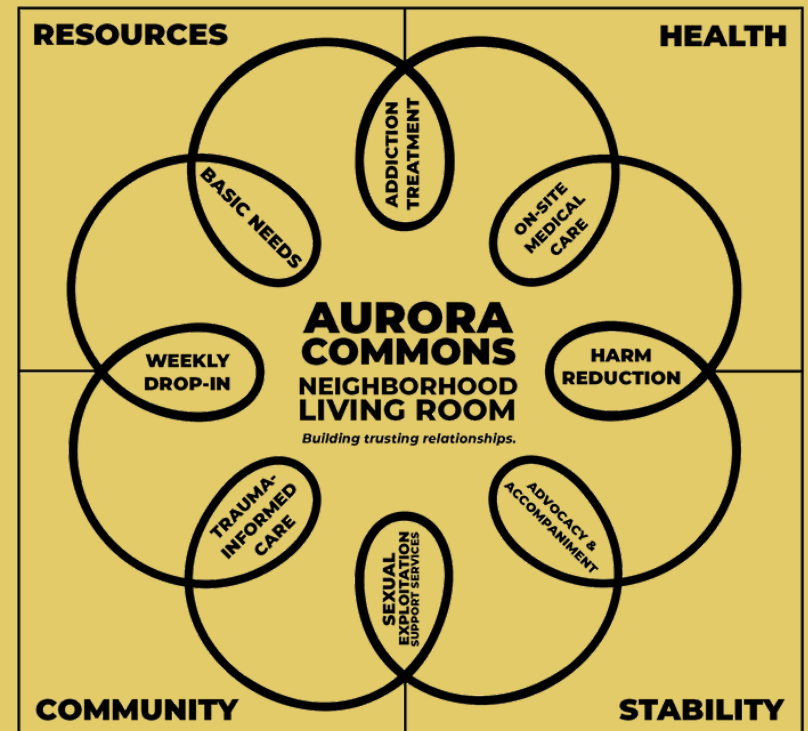 RESOURCES
HEALTH
ADDICTION
TREATMENT
BASIC NEEDS
ON-SITE
MEDICAL
CARE
AURORA
COMMONS
NEIGHBORHOOD
LIVING ROOM
Building trusting relationships.
WEEKLY
DROP-IN
HARM
REDUCTION
TRAUMA-
INFORMED
CARE
SEXUAL
EXPLOITATION
SUPPORT SERVICES
ADVOCACY &
ACCOMPANIMENT
COMMUNITY
STABILITY